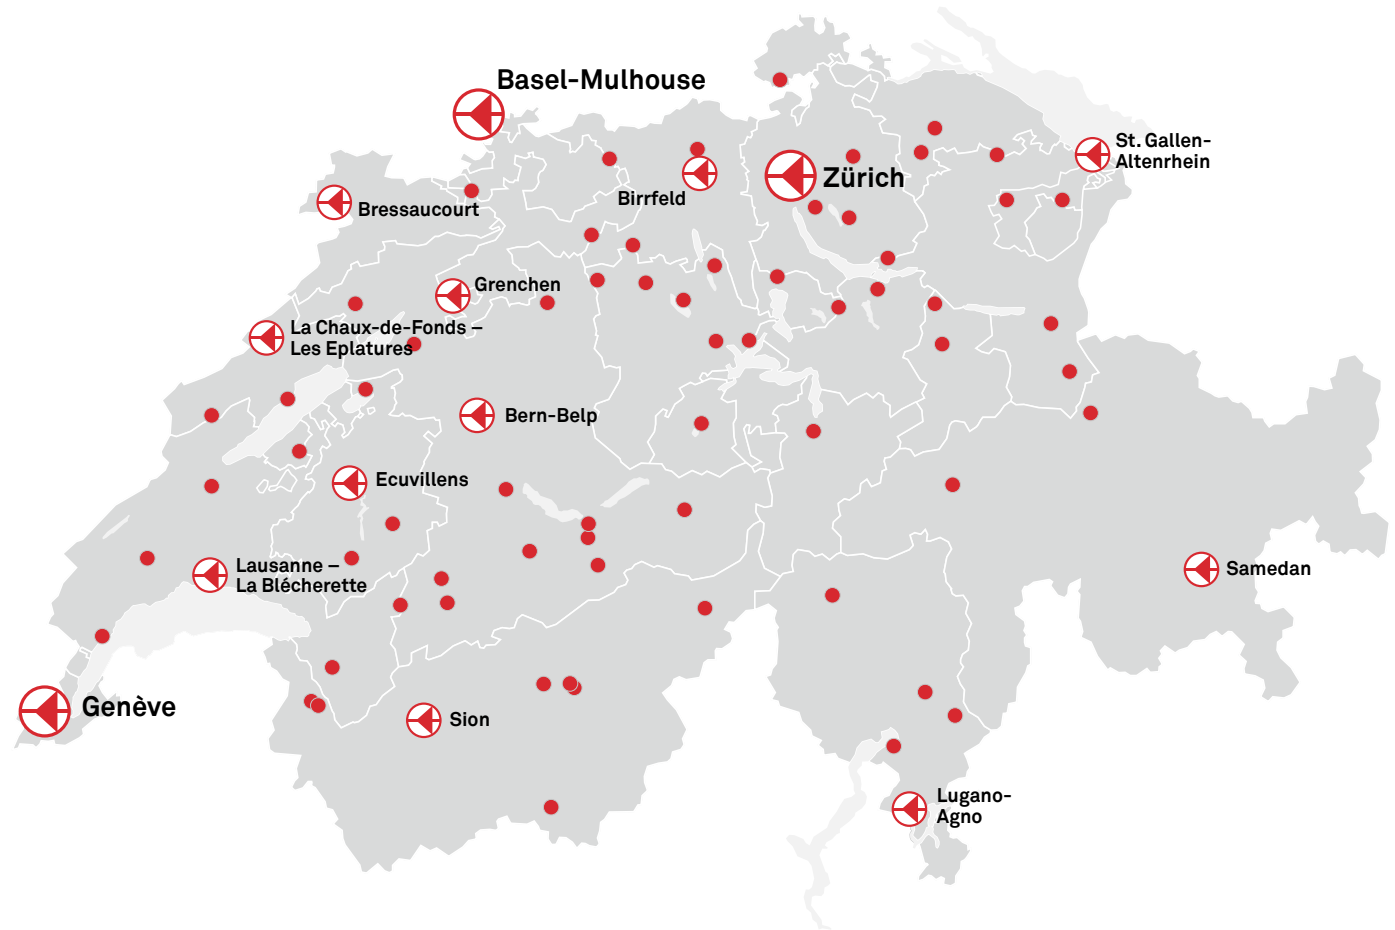 Basel-Mulhouse
St. Gallen-
Altenrhein
Zürich
Birrfeld
Bressaucourt
Grenchen
La Chaux-de-Fonds –
Les Eplatures
Bern-Belp
Ecuvillens
Lausanne –
La Blécherette
Samedan
Genève
Sion
Lugano-
Agno